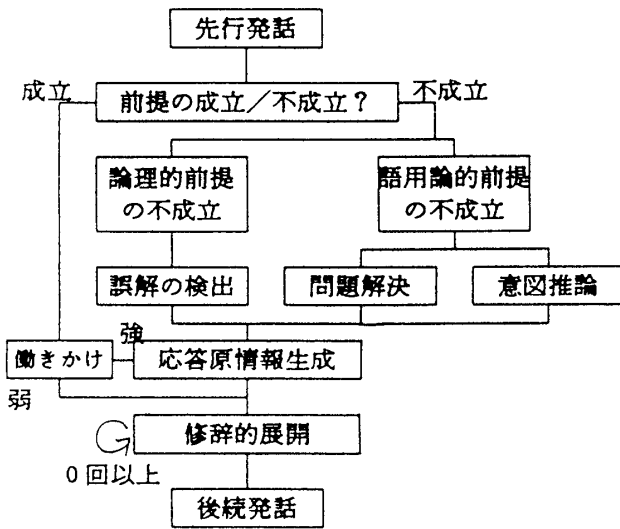 先行発話
成立
前提の成立/不成立?
不成立
論理的前提
の不成立
語用論的前提
の不成立
誤解の検出
問題解決
意図推論
強
働きかけ
応答原情報生成
弱
修辞的展開
0回以上
後続発話